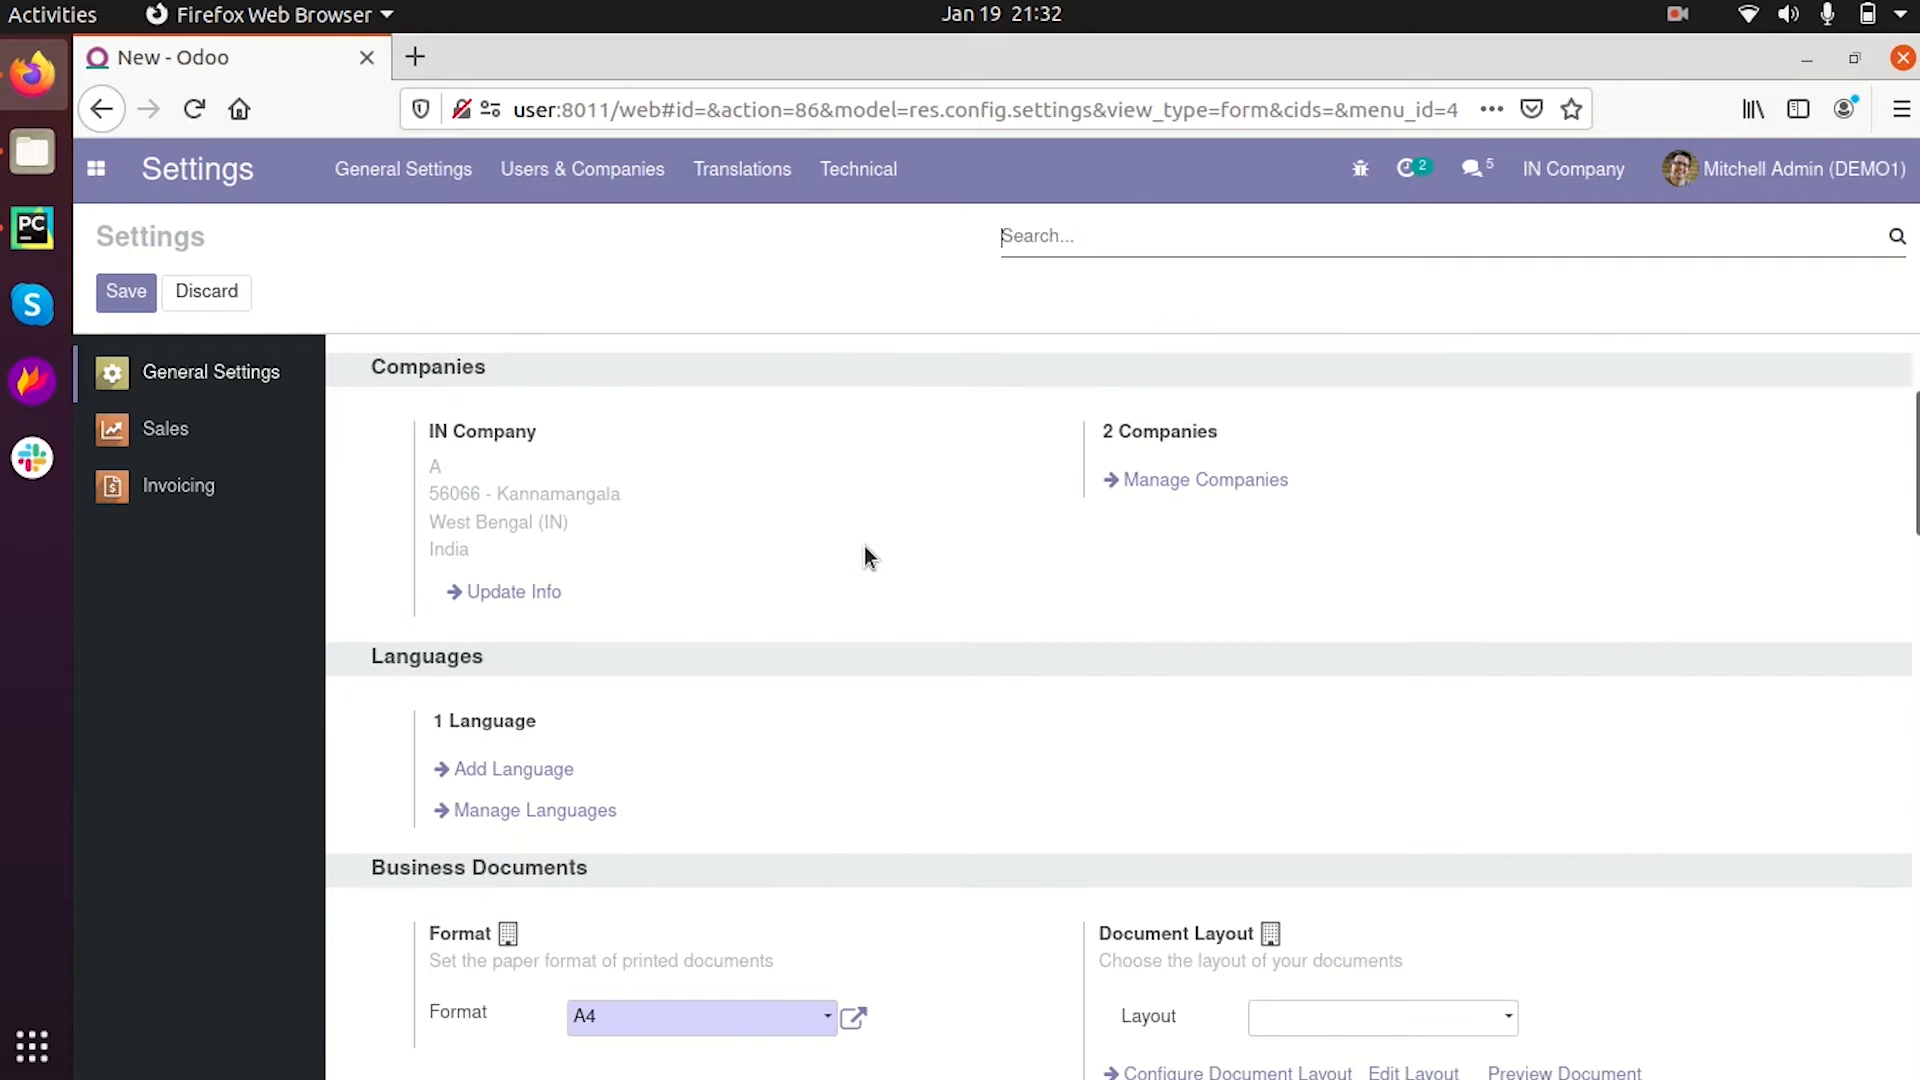 Activities Firefox Web Browser Jan 19 21:32
New - Odoo
user:8011/web#id=&action=86&model=res.config.settings&view_type=form&cids=&menu_id=4
Settings General Settings Users & Companies Translations Technical 2 5 IN Company Mitchell Admin (DEMO1)
Settings Search...
Save Discard
General Settings
Sales
Invoicing
Companies
IN Company
A
56066 - Kannamangala
West Bengal (IN)
India
Update Info
2 Companies
Manage Companies
Languages
1 Language
Add Language
Manage Languages
Business Documents
Format
Set the paper format of printed documents
Format A4
Document Layout
Choose the layout of your documents
Layout
Configure Document Layout Edit Layout Preview Document
PC
S